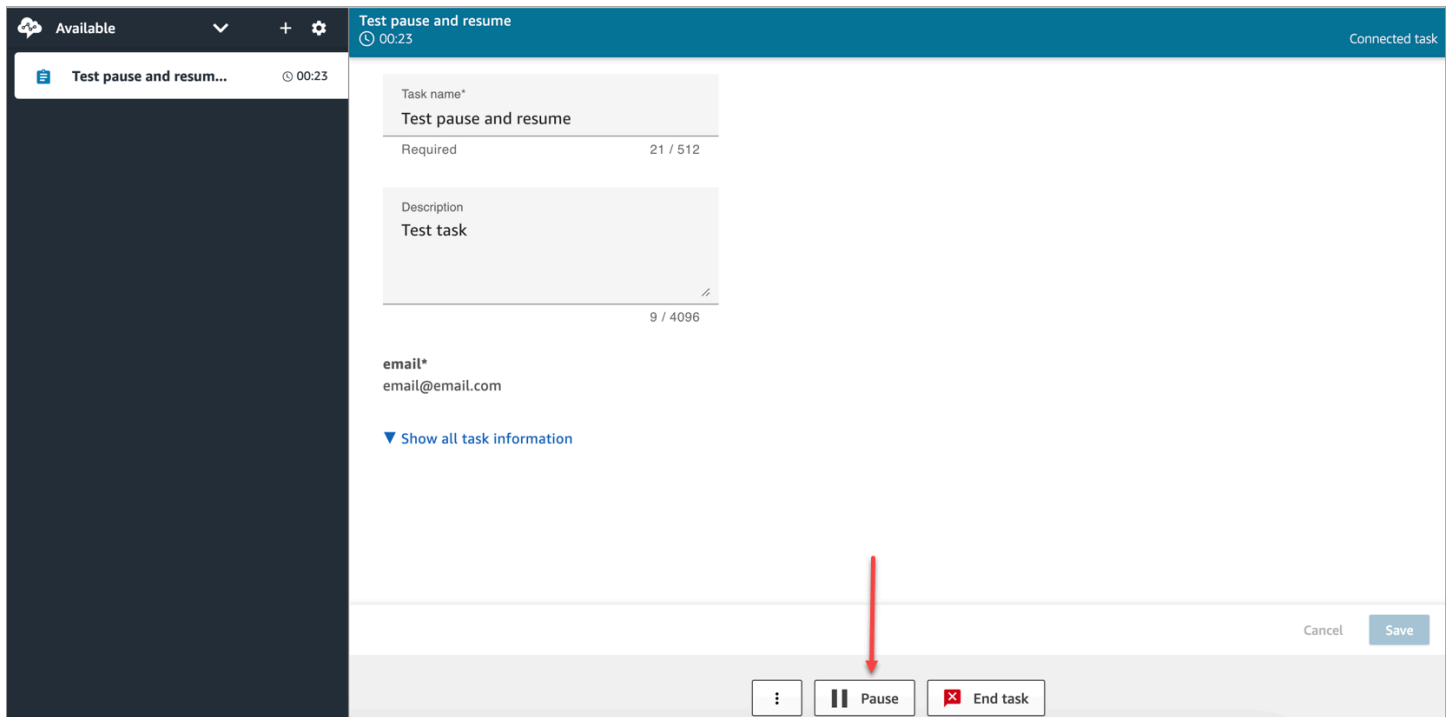 Available
Test pause and resum...
00:23
Test pause and resume
00:23
Connected task
Task name*
Test pause and resume
Required
21 / 512
Description
Test task
9 / 4096
email*
email@email.com
▼ Show all task information
Cancel
Save
Pause
End task